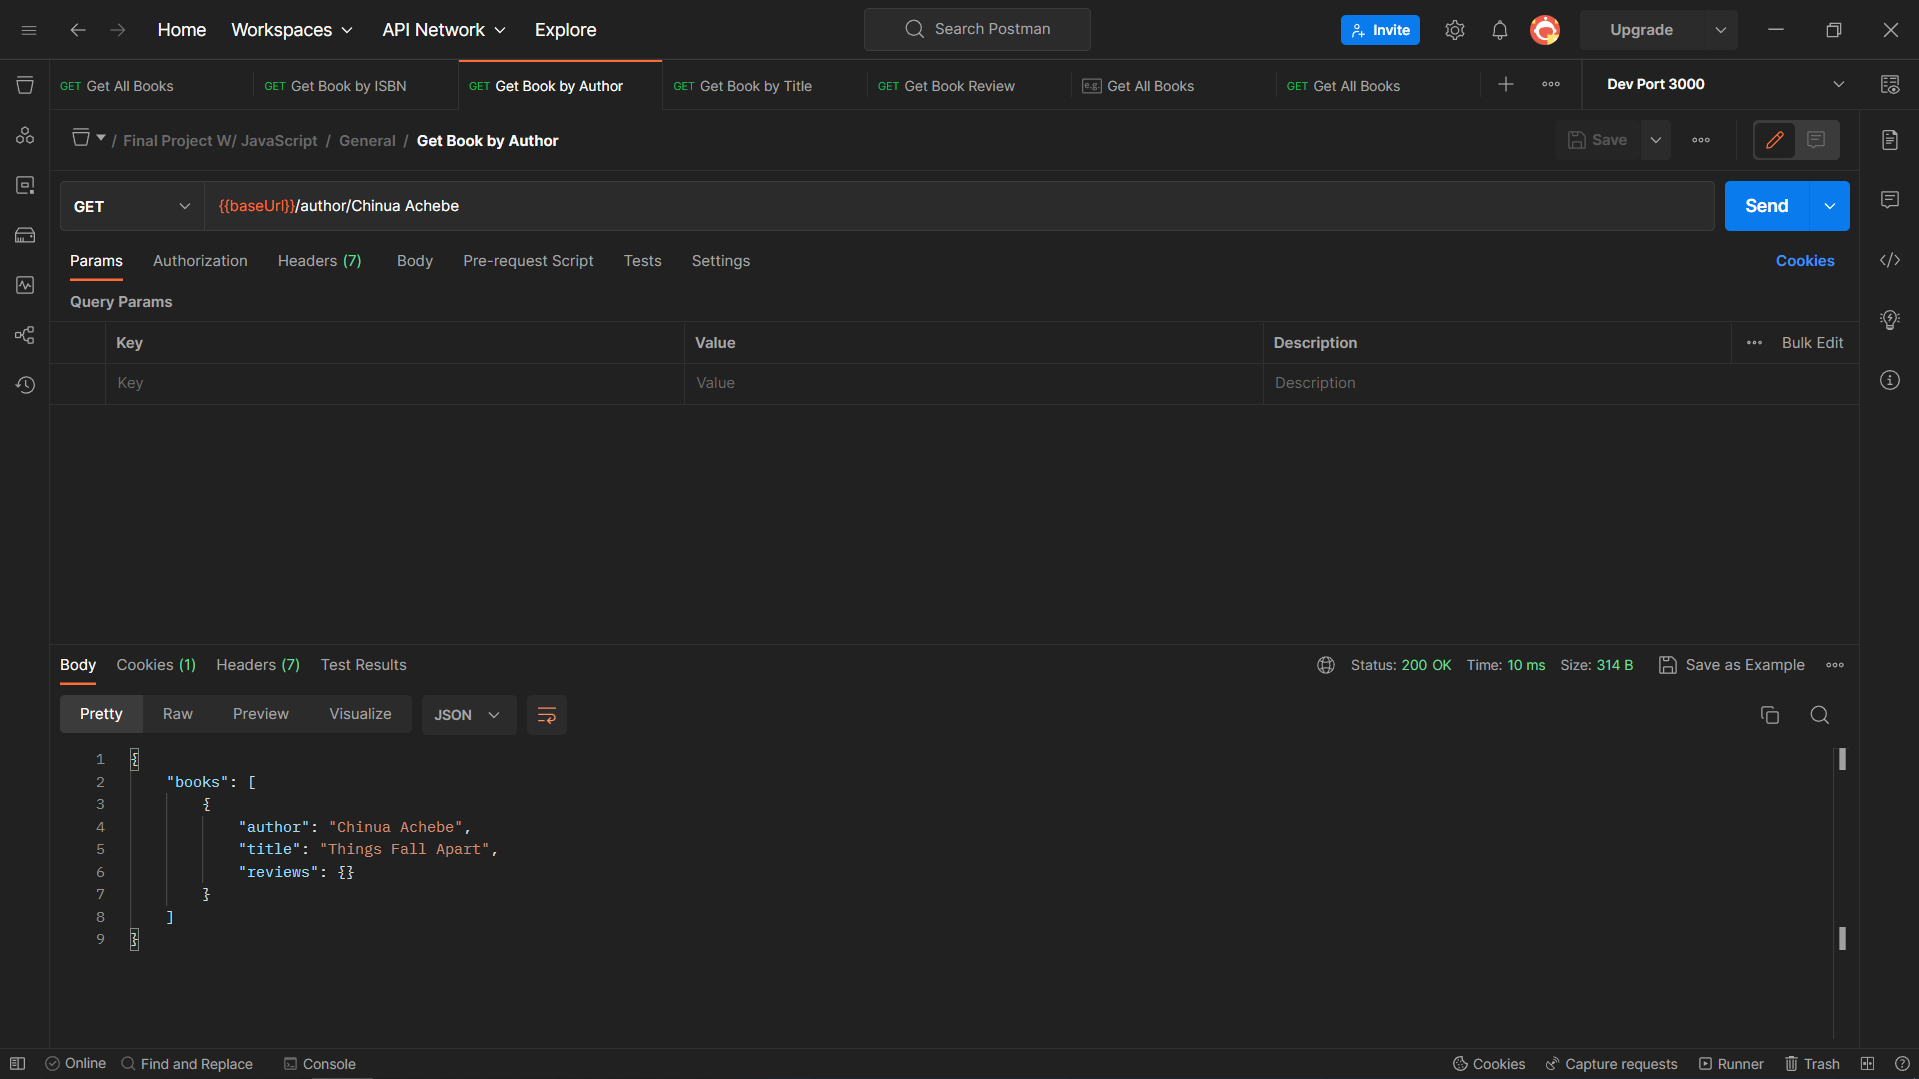 Home Workspaces API Network Explore Search Postman Invite Upgrade
GET Get All Books GET Get Book by ISBN GET Get Book by Author GET Get Book by Title GET Get Book Review e.g. Get All Books GET Get All Books Dev Port 3000
/ Final Project W/ JavaScript / General / Get Book by Author Save
GET {{baseUrl}}/author/Chinua Achebe Send
Params Authorization Headers (7) Body Pre-request Script Tests Settings Cookies
Query Params
Key Value Description Bulk Edit
Key Value Description
Body Cookies (1) Headers (7) Test Results Status: 200 OK Time: 10 ms Size: 314 B Save as Example
Pretty Raw Preview Visualize JSON
1 {
2 "books": [
3 {
4 "author": "Chinua Achebe",
5 "title": "Things Fall Apart",
6 "reviews": {}
7 }
8 ]
9 }
Online Find and Replace Console Cookies Capture requests Runner Trash